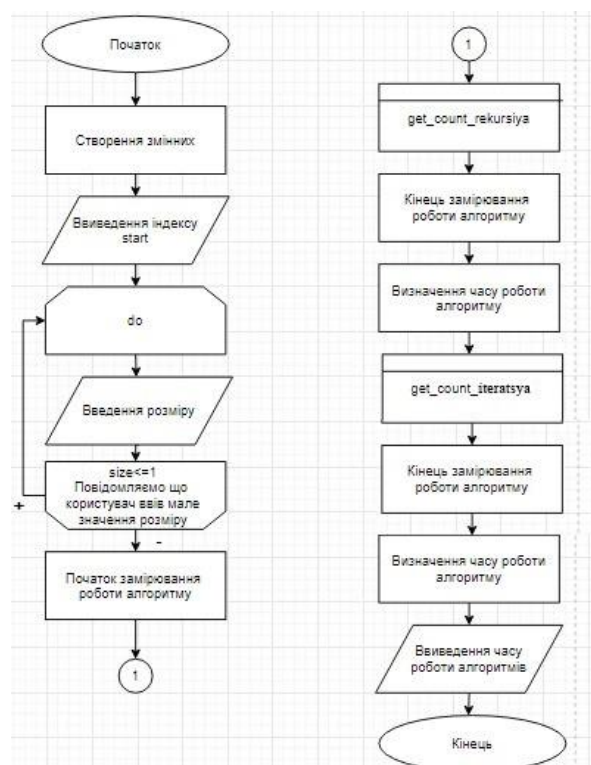 Початок
Створення змінних
Ввиведення індексу
start
do
Введення розміру
size<=1
Повідомляємо що
користувач ввів мале
значення розміру
+
-
Початок замірювання
роботи алгоритму
1
1
get_count_rekursiya
Кінець замірювання
роботи алгоритму
Визначення часу роботи
алгоритму
get_count_iteratsya
Кінець замірювання
роботи алгоритму
Визначення часу роботи
алгоритму
Ввиведення часу
роботи алгоритмів
Кінець